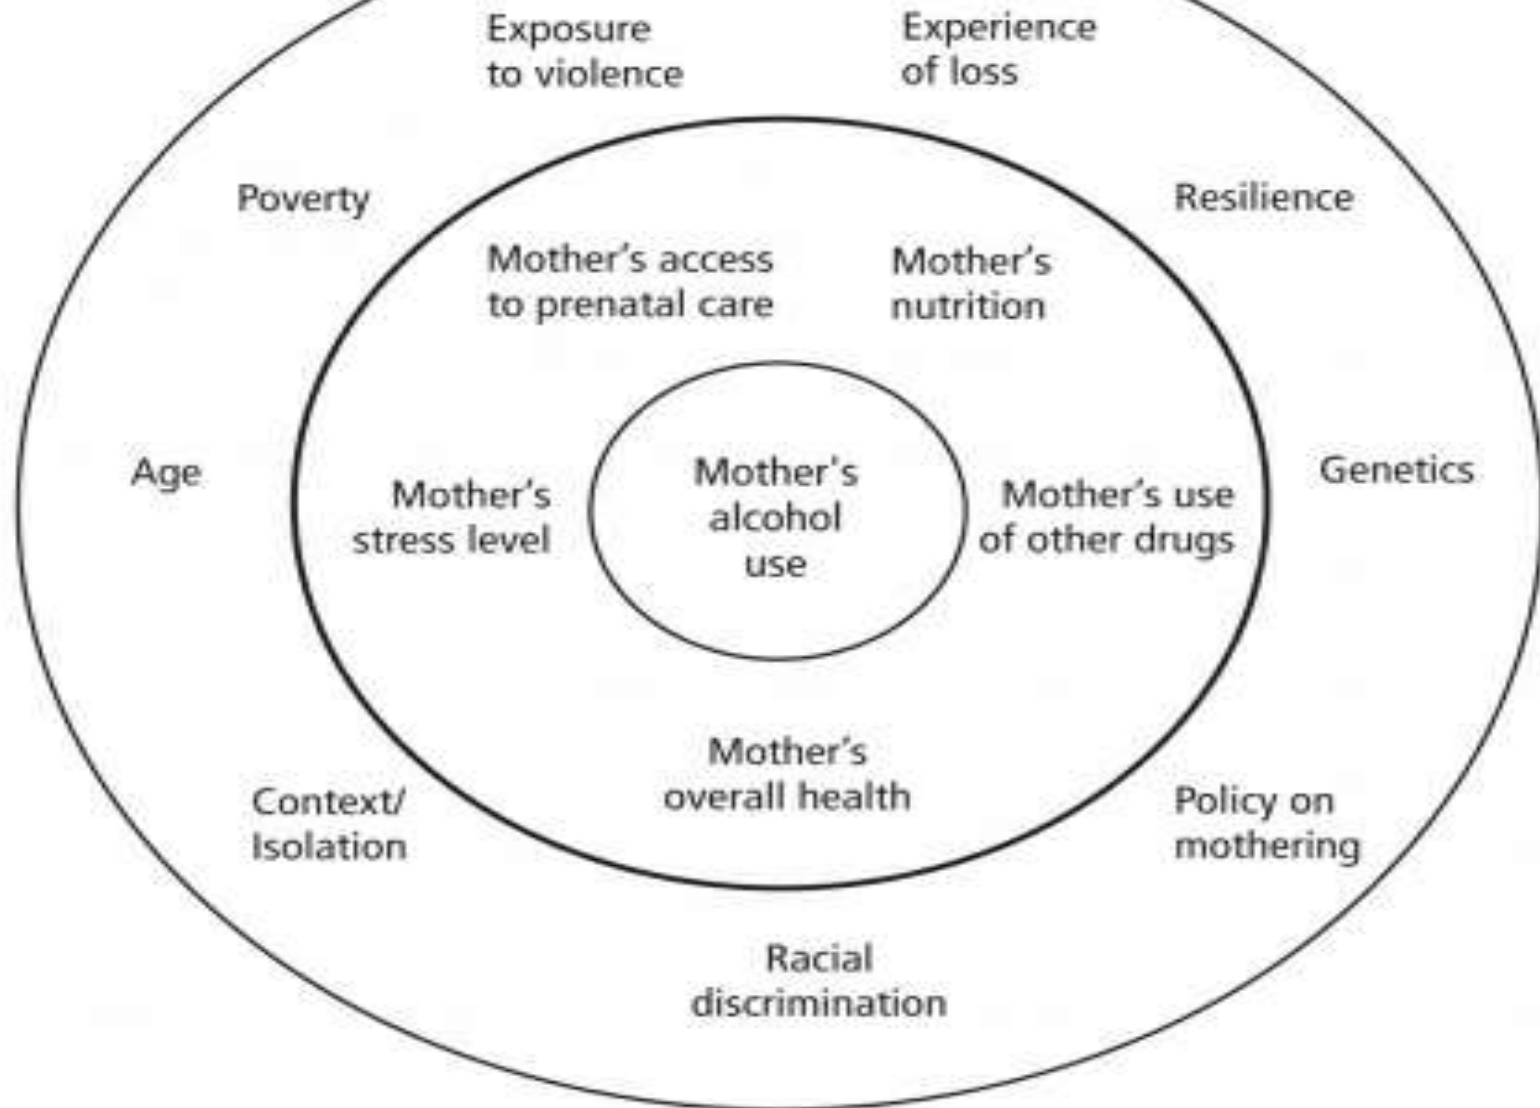 Exposure
to violence
Experience
of loss
Poverty
Resilience
Mother's access
to prenatal care
Mother's
nutrition
Age
Mother's
stress level
Mother's
alcohol
use
Mother's use
of other drugs
Genetics
Mother's
overall health
Context/
Isolation
Policy on
mothering
Racial
discrimination